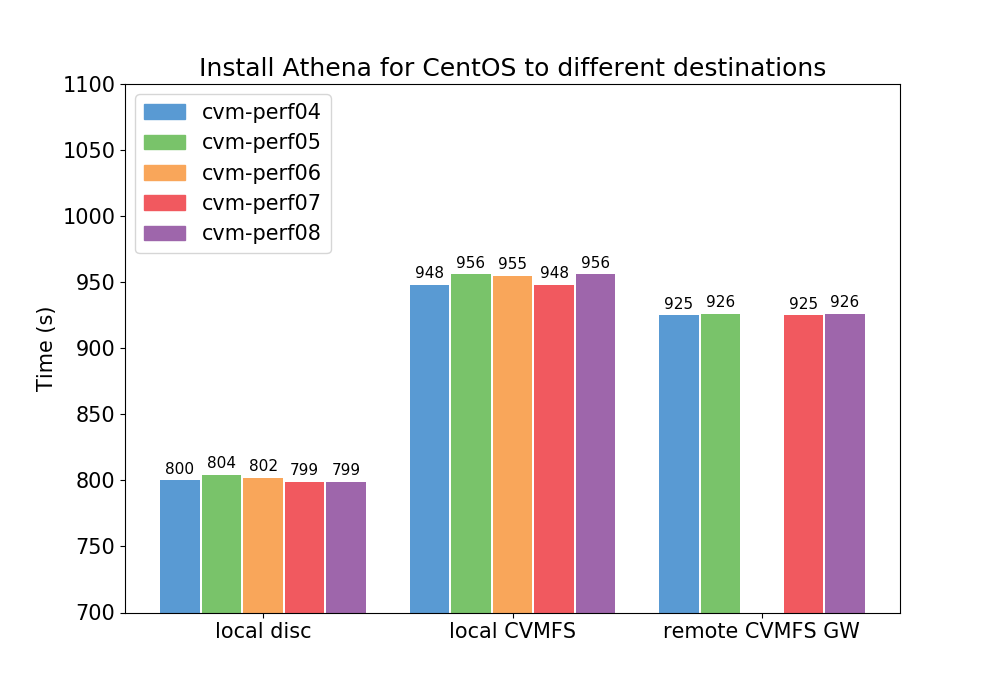 Install Athena for CentOS to different destinations
1100
1050
1000
950
900
850
800
750
700
Time (s)
cvm-perf04
cvm-perf05
cvm-perf06
cvm-perf07
cvm-perf08
800 804 802 799 799
948 956 955 948 956
925 926 925 926
local disc local CVMFS remote CVMFS GW